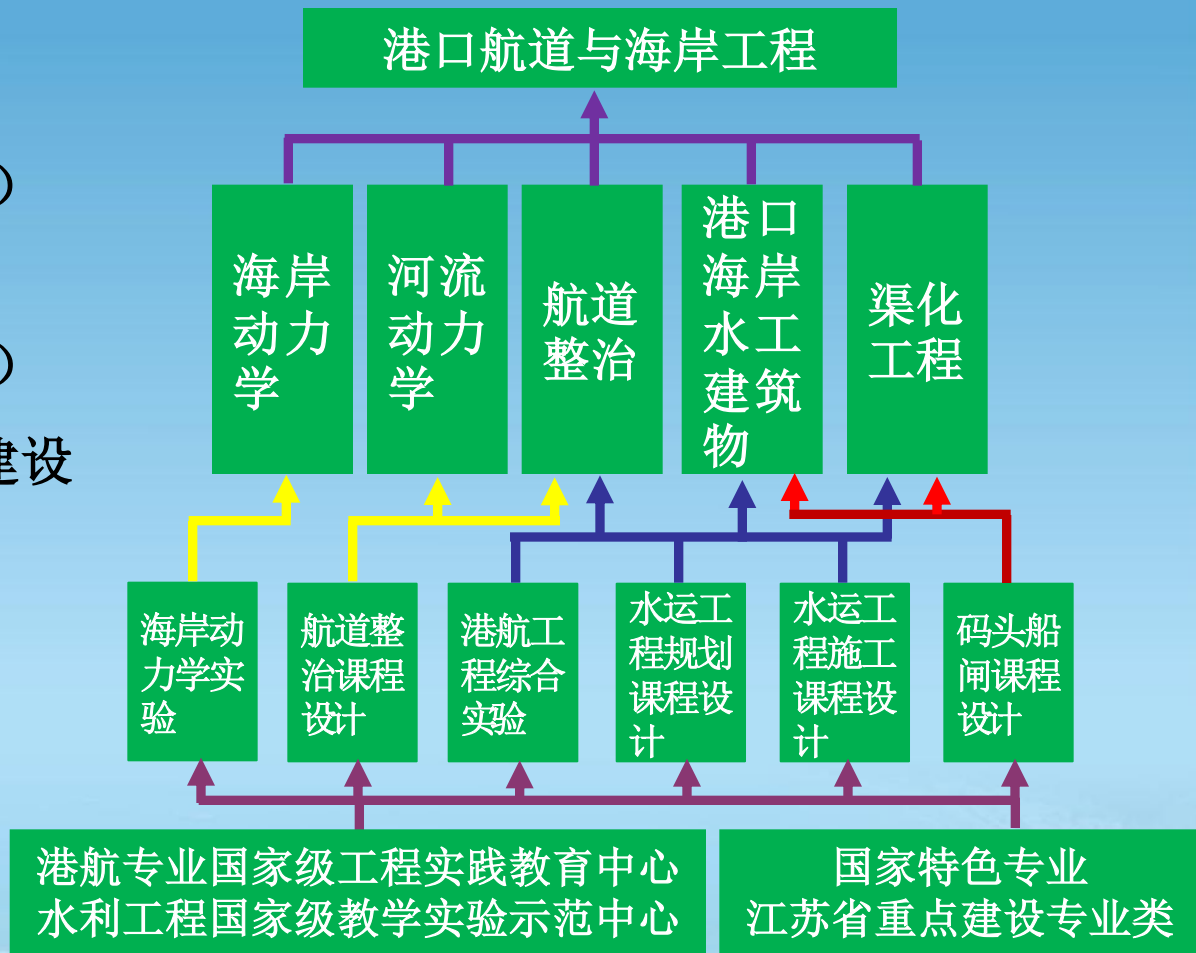 港口航道与海岸工程
）
）
建设
海岸
动力
学
河流
动力
学
航道
整治
港口
海岸
水工
建筑
物
渠化
工程
海岸动
力学实
验
航道整
治课程
设计
港航工
程综合
实验
水运工
程规划
课程设
计
水运工
程施工
课程设
计
码头船
闸课程
设计
港航专业国家级工程实践教育中心
水利工程国家级教学实验示范中心
国家特色专业
江苏省重点建设专业类